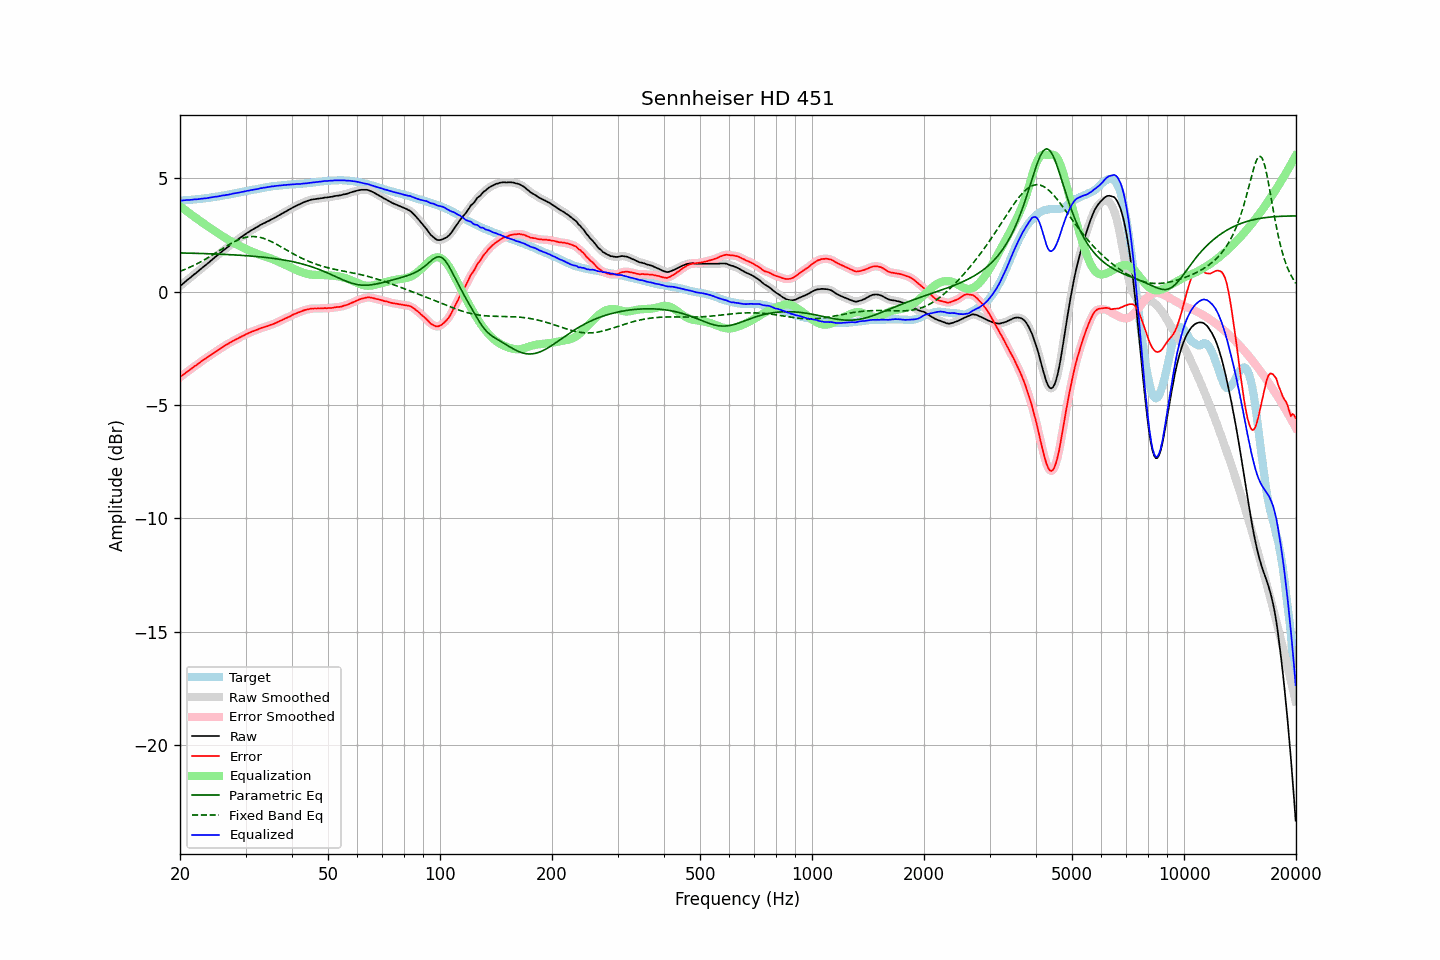 Sennheiser HD 451
5
0
−5
−10
−15
−20
Amplitude (dBr)
20
50
100
200
500
1000
2000
5000
10000
20000
Frequency (Hz)
Target
Raw Smoothed
Error Smoothed
Raw
Error
Equalization
Parametric Eq
Fixed Band Eq
Equalized